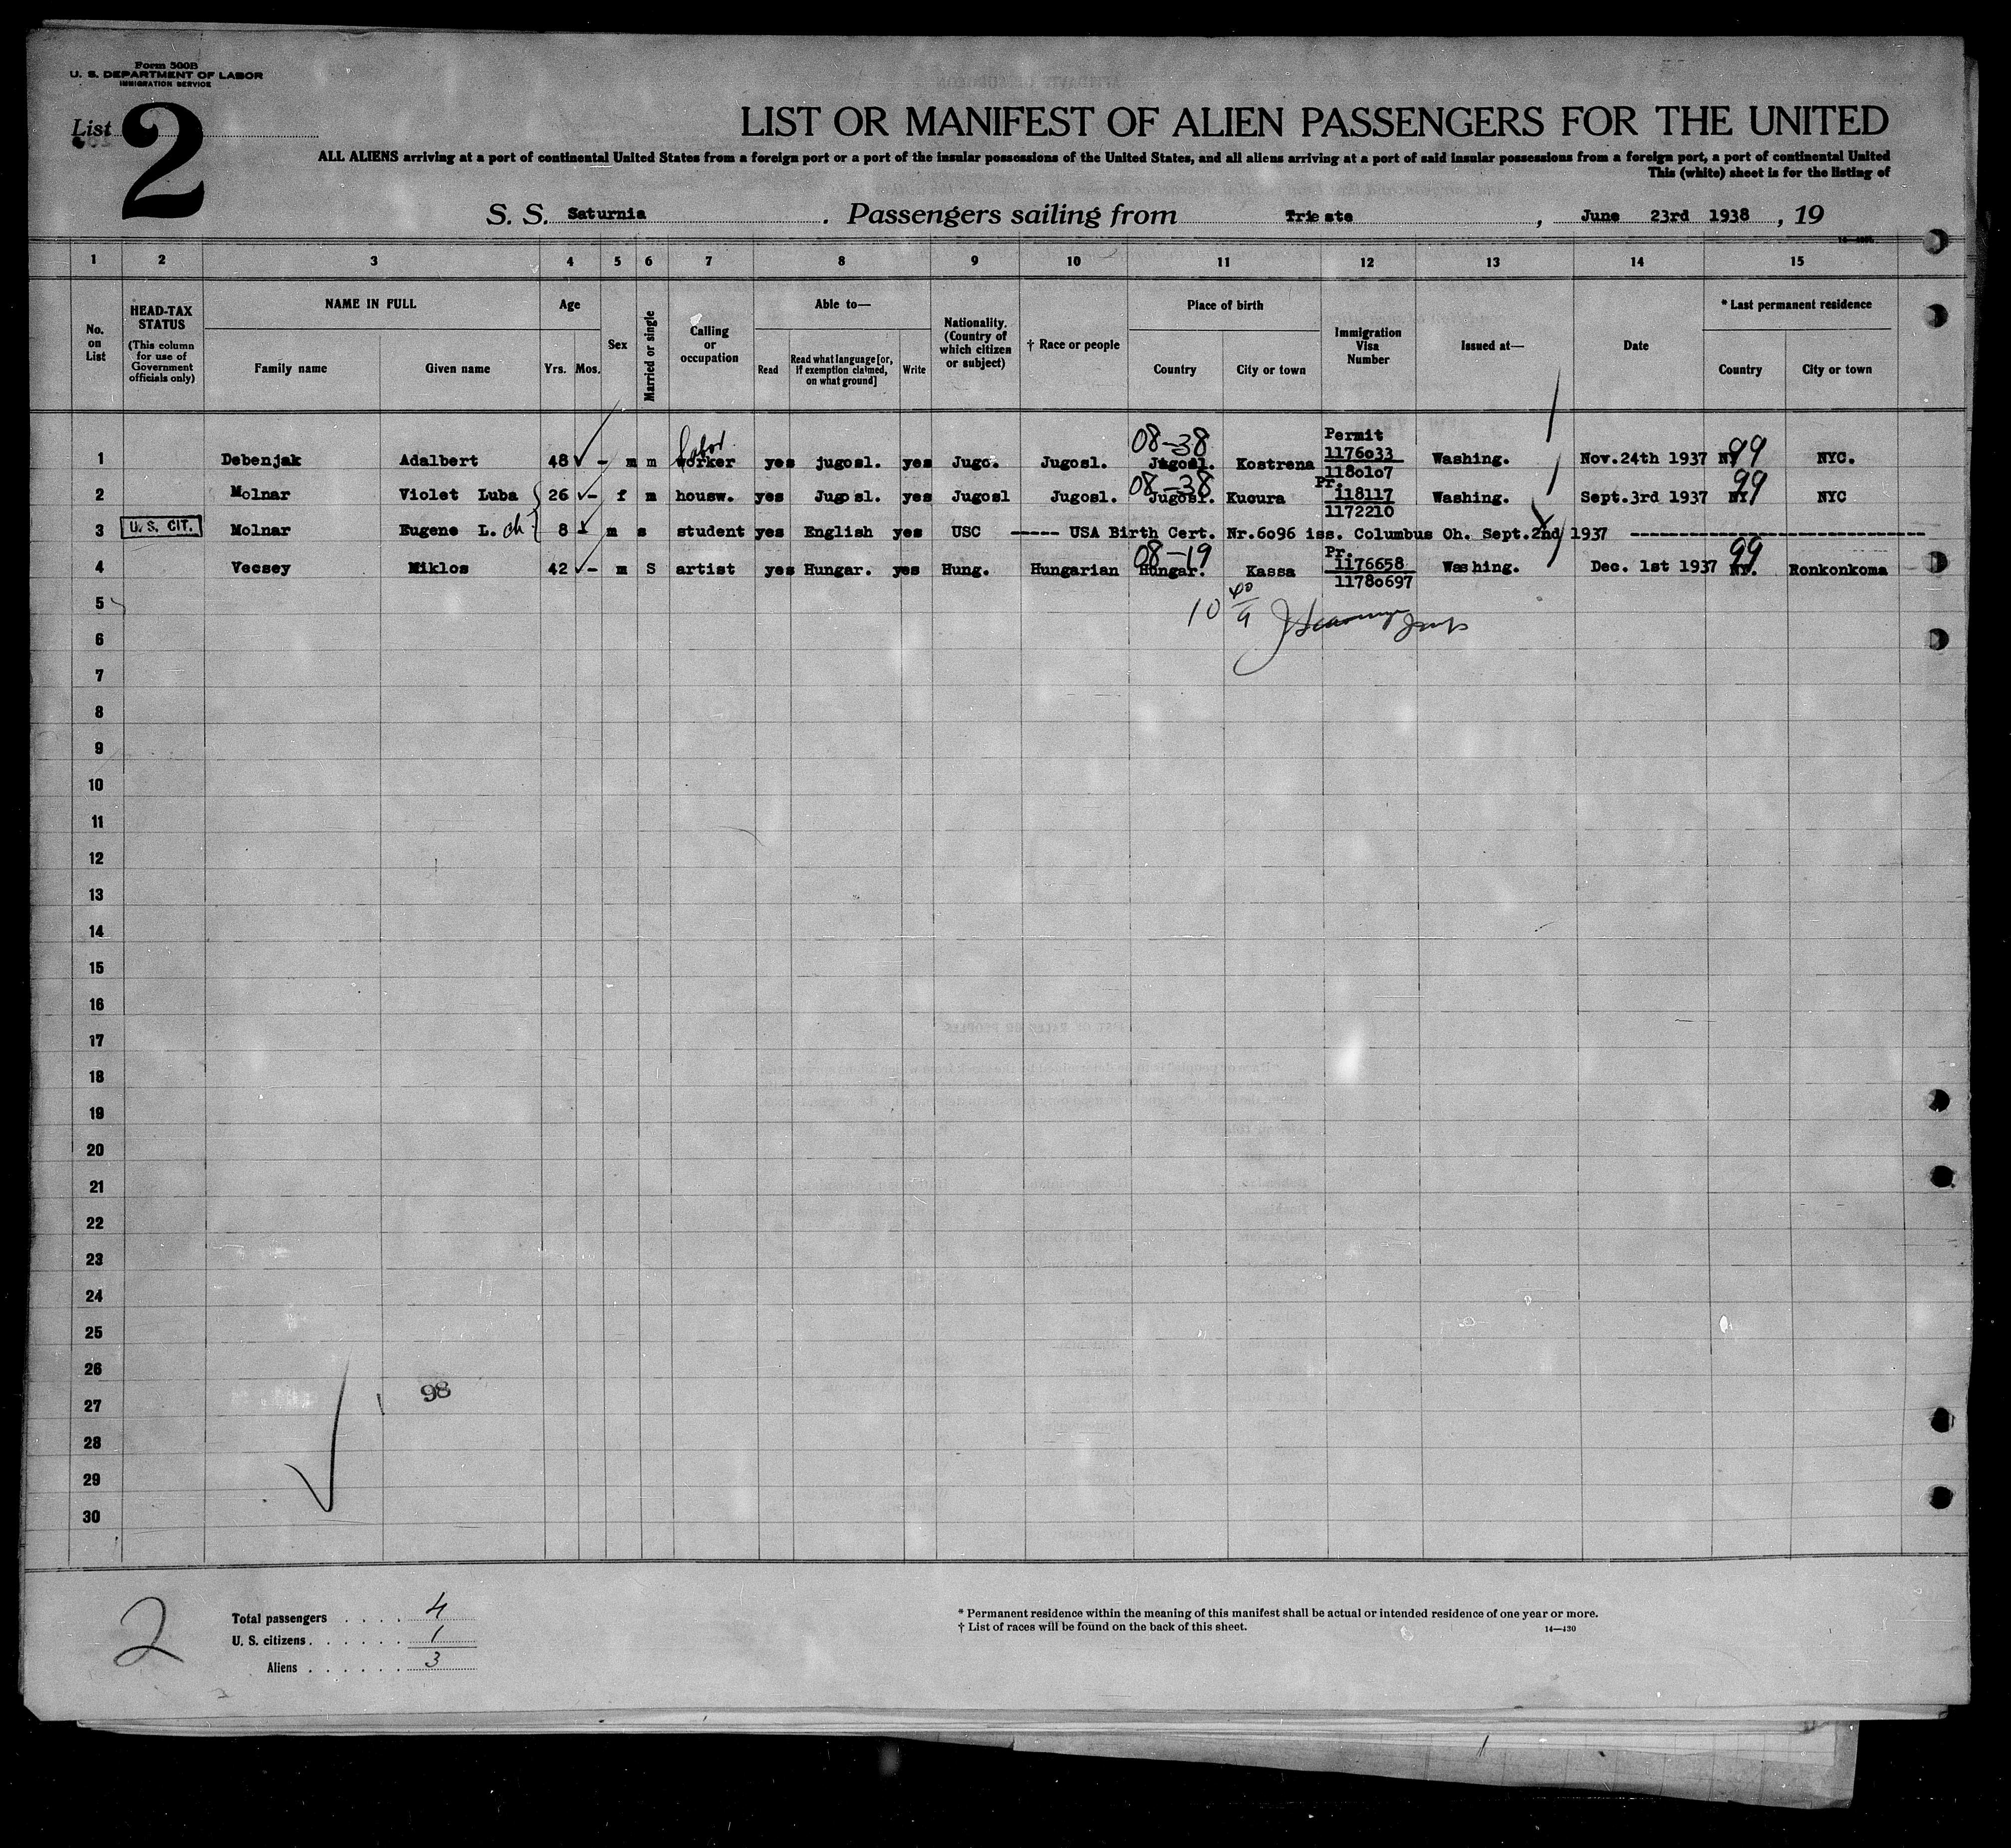 Form 500B
U. S. DEPARTMENT OF LABOR
IMMIGRATION SERVICE
List 2
LIST OR MANIFEST OF ALIEN PASSENGERS FOR THE UNITED
ALL ALIENS arriving at a port of continental United States from a foreign port or a port of the insular possessions of the United States, and all aliens arriving at a port of said insular possessions from a foreign port, a port of continental United
This (white) sheet is for the listing of
S. S. Saturnia . Passengers sailing from Trieste , June 23rd 1938 , 19
1 2 3 4 5 6 7 8 9 10 11 12 13 14 15
No. on List
HEAD-TAX STATUS
(This column for use of Government officials only)
NAME IN FULL
Family name Given name
Age
Yrs. Mos.
Sex
Married or single
Calling or occupation
Able to—
Read Read what language [or, if exemption claimed, on what ground] Write
Nationality. (Country of which citizen or subject)
† Race or people
Place of birth
Country City or town
Immigration Visa Number
Issued at—
Date
* Last permanent residence
Country City or town
Labor 08-38 Permit 99
1 Debenjak Adalbert 48 - m m worker yes jugosl. yes Jugo. Jugosl. Jugosl. Kostrena 1176033 Washing. Nov.24th 1937 NY NYC.
1180107
08-38 Pr. 99
2 Molnar Violet Luba 26 - f m housw. yes Jugosl. yes Jugosl Jugosl. Jugosl. Kucura 118117 Washing. Sept.3rd 1937 NY. NYC
1172210
3 U. S. CIT. Molnar Eugene L. ch 8 m s student yes English yes USC ----- USA Birth Cert. Nr.6096 iss. Columbus Oh. Sept.2nd 1937 -----
08-19 Pr. 99
4 Vecsey Miklos 42 - m S artist yes Hungar. yes Hung. Hungarian Hungar. Kassa 1176658 Washing. Dec. 1st 1937 NY. Ronkonkoma
11780697
5
6
7
8
9
10
11
12
13
14
15
16
17
18
19
20
21
22
23
24
25
26
27
98
28
29
30
2
Total passengers . . . . 4
U. S. citizens . . . . . . 1
Aliens . . . . . . 3
* Permanent residence within the meaning of this manifest shall be actual or intended residence of one year or more.
† List of races will be found on the back of this sheet.
14—430